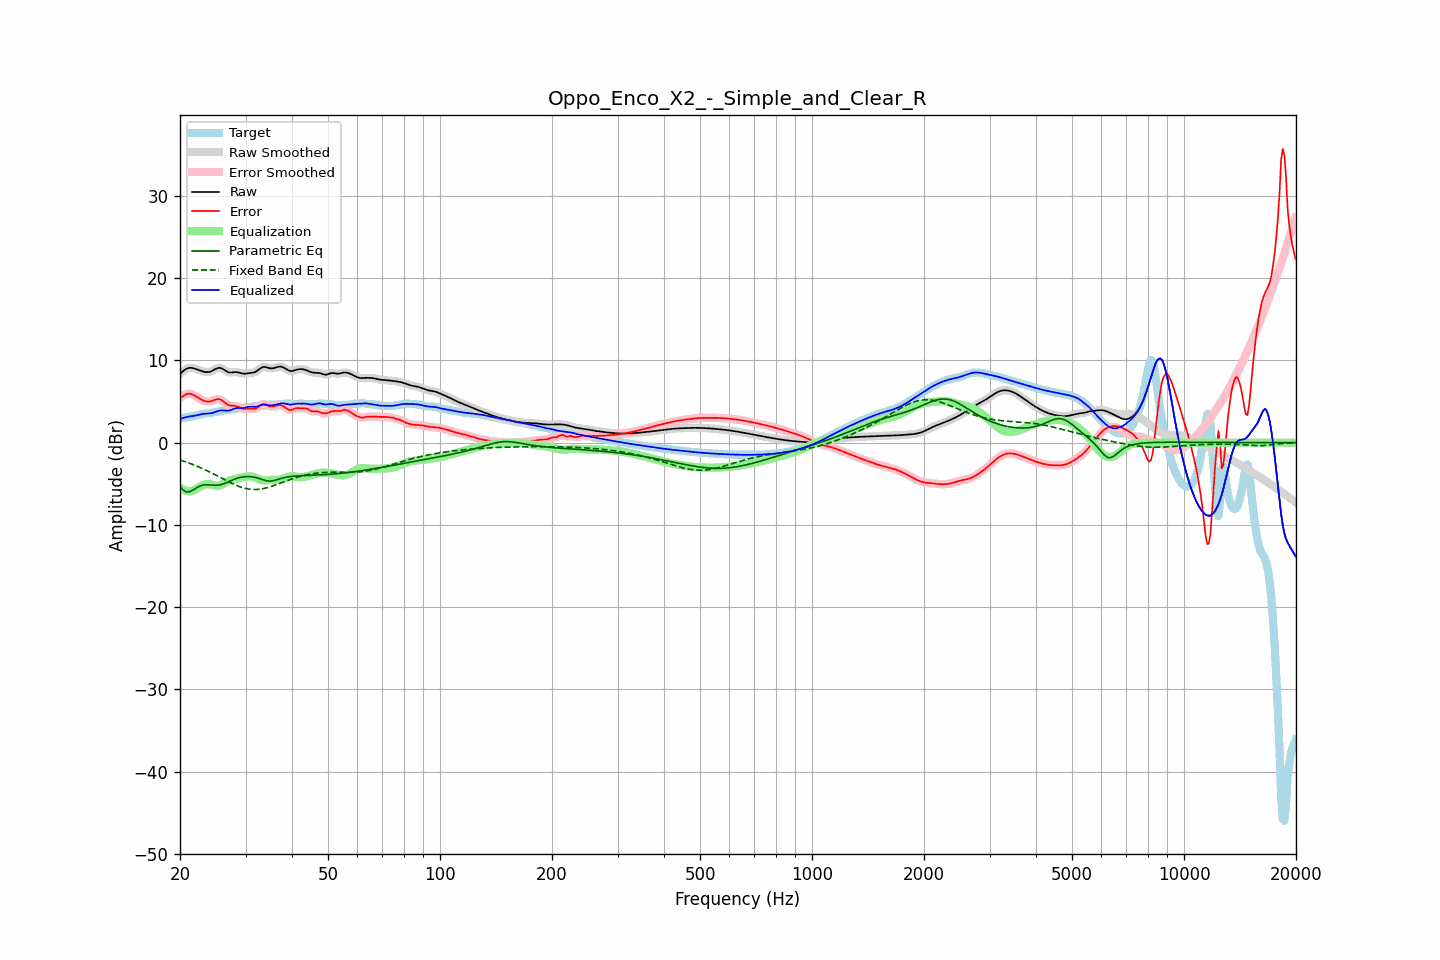 Oppo_Enco_X2_-_Simple_and_Clear_R
Target
Raw Smoothed
Error Smoothed
Raw
Error
Equalization
Parametric Eq
Fixed Band Eq
Equalized
30
20
10
0
−10
−20
−30
−40
−50
Amplitude (dBr)
20 50 100 200 500 1000 2000 5000 10000 20000
Frequency (Hz)